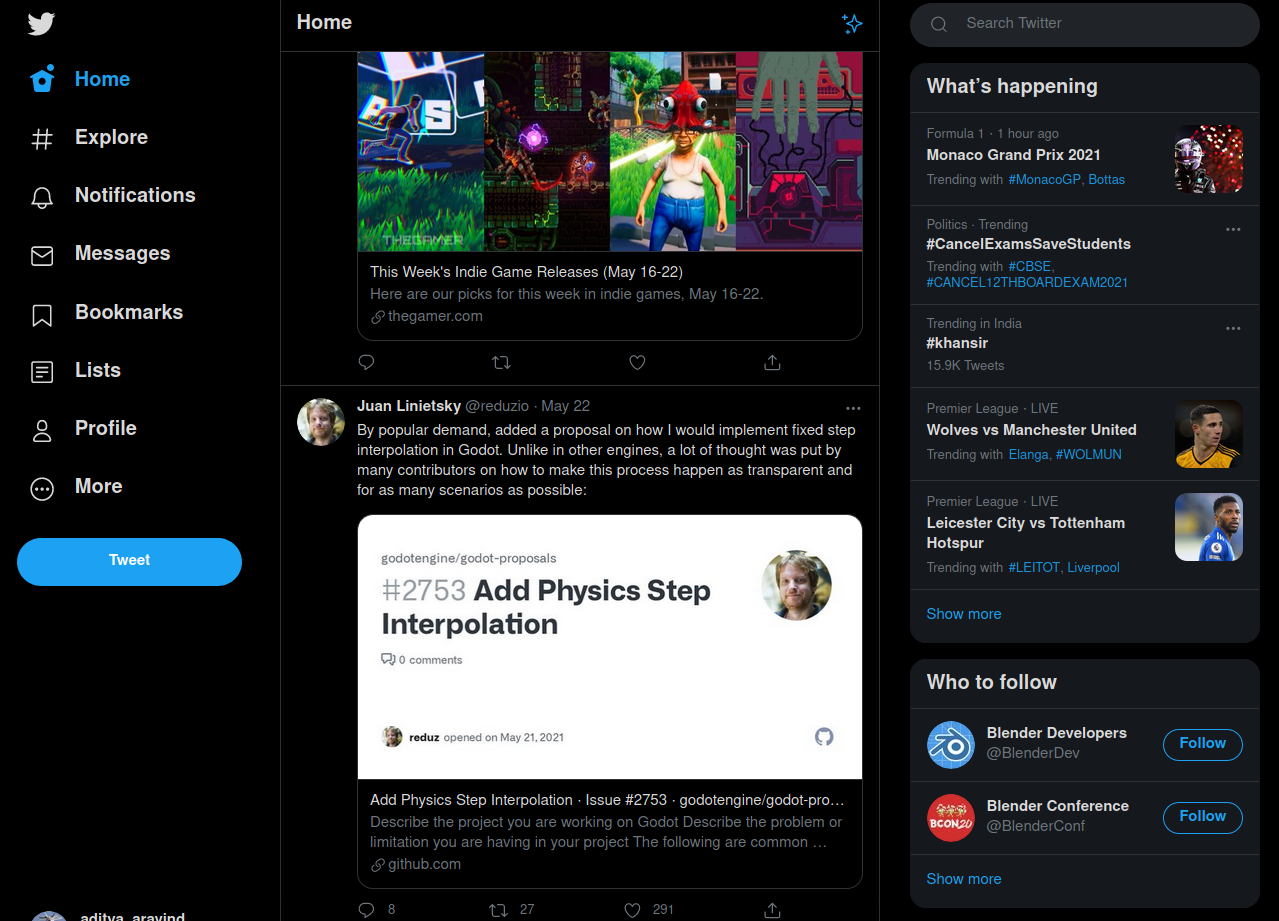 Home
Explore
Notifications
Messages
Bookmarks
Lists
Profile
More
Tweet
aditya_aravind
Home
S
THEGAMER
This Week's Indie Game Releases (May 16-22)
Here are our picks for this week in indie games, May 16-22.
thegamer.com
Juan Linietsky @reduzio · May 22
By popular demand, added a proposal on how I would implement fixed step
interpolation in Godot. Unlike in other engines, a lot of thought was put by
many contributors on how to make this process happen as transparent and
for as many scenarios as possible:
godotengine/godot-proposals
#2753 Add Physics Step
Interpolation
0 comments
reduz opened on May 21, 2021
Add Physics Step Interpolation · Issue #2753 · godotengine/godot-pro…
Describe the project you are working on Godot Describe the problem or
limitation you are having in your project The following are common …
github.com
8 27 291
Search Twitter
What's happening
Formula 1 · 1 hour ago
Monaco Grand Prix 2021
Trending with #MonacoGP, Bottas
Politics · Trending
#CancelExamsSaveStudents
Trending with #CBSE,
#CANCEL12THBOARDEXAM2021
Trending in India
#khansir
15.9K Tweets
Premier League · LIVE
Wolves vs Manchester United
Trending with Elanga, #WOLMUN
Premier League · LIVE
Leicester City vs Tottenham
Hotspur
Trending with #LEITOT, Liverpool
Show more
Who to follow
Blender Developers
@BlenderDev
Follow
BCON20
Blender Conference
@BlenderConf
Follow
Show more